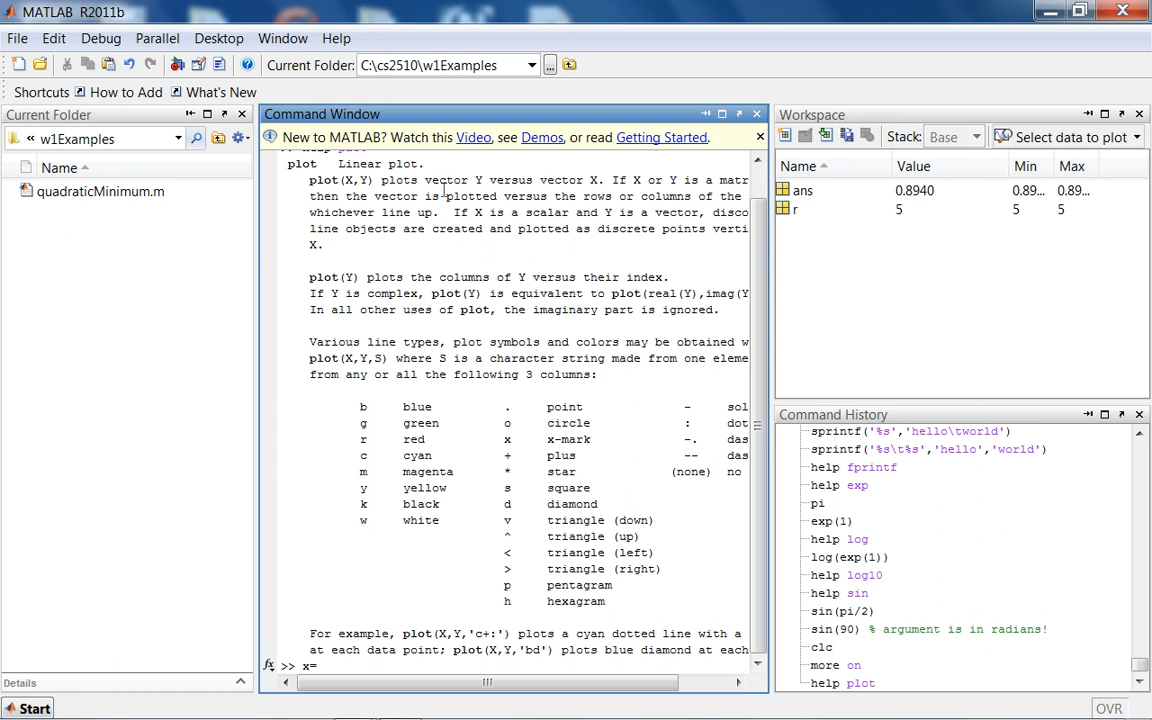 MATLAB R2011b
File Edit Debug Parallel Desktop Window Help
Current Folder: C:\cs2510\w1Examples ...
Shortcuts How to Add What's New
Current Folder
« w1Examples
Name
quadraticMinimum.m
Details
Command Window
New to MATLAB? Watch this Video, see Demos, or read Getting Started.
plot Linear plot.
plot(X,Y) plots vector Y versus vector X. If X or Y is a matr
then the vector is plotted versus the rows or columns of the
whichever line up. If X is a scalar and Y is a vector, disco
line objects are created and plotted as discrete points verti
X.
plot(Y) plots the columns of Y versus their index.
If Y is complex, plot(Y) is equivalent to plot(real(Y),imag(Y
In all other uses of plot, the imaginary part is ignored.
Various line types, plot symbols and colors may be obtained w
plot(X,Y,S) where S is a character string made from one eleme
from any or all the following 3 columns:
b blue . point - sol
g green o circle : dot
r red x x-mark -. das
c cyan + plus -- das
m magenta * star (none) no
y yellow s square
k black d diamond
w white v triangle (down)
^ triangle (up)
< triangle (left)
> triangle (right)
p pentagram
h hexagram
For example, plot(X,Y,'c+:') plots a cyan dotted line with a
at each data point; plot(X,Y,'bd') plots blue diamond at each
fx >> x=
Workspace
Stack: Base Select data to plot
Name Value Min Max
ans 0.8940 0.89... 0.89...
r 5 5 5
Command History
sprintf('%s','hello\tworld')
sprintf('%s\t%s','hello','world')
help fprintf
help exp
pi
exp(1)
help log
log(exp(1))
help log10
help sin
sin(pi/2)
sin(90) % argument is in radians!
clc
more on
help plot
Start
OVR